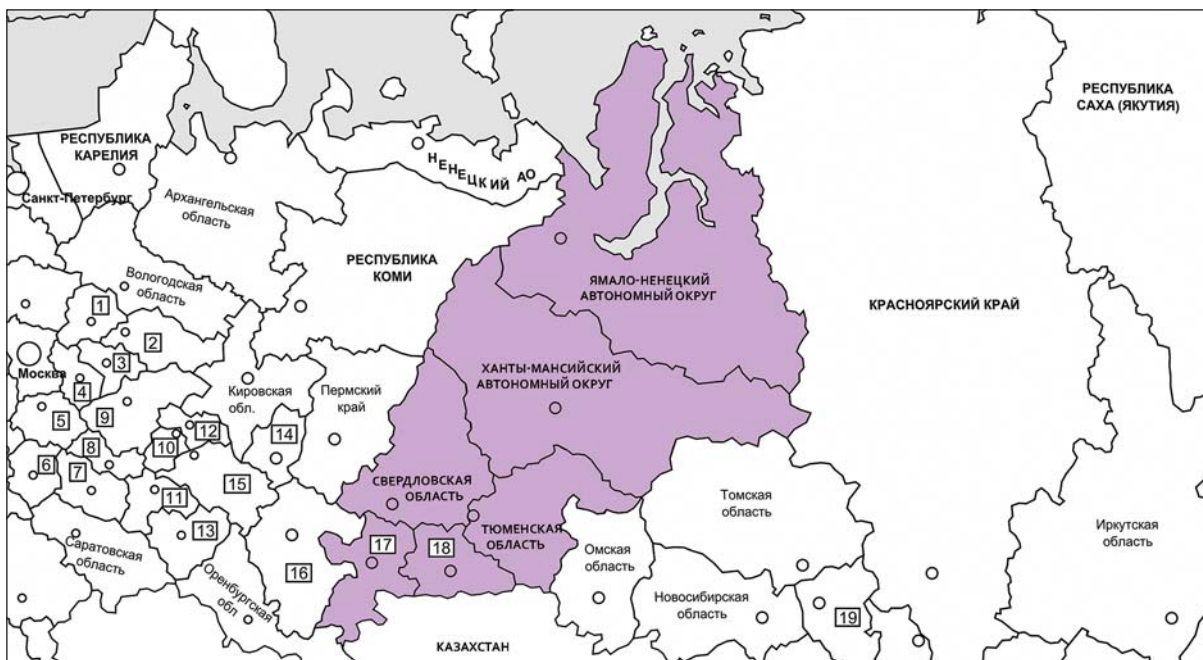 РЕСПУБЛИКА
САХА (ЯКУТИЯ)
РЕСПУБЛИКА
КАРЕЛИЯ
НЕНЕЦКИЙ АО
Санкт-Петербург
Архангельская
область
РЕСПУБЛИКА
КОМИ
Вологодская
область
ЯМАЛО-НЕНЕЦКИЙ
АВТОНОМНЫЙ ОКРУГ
КРАСНОЯРСКИЙ КРАЙ
1
2
3
Москва
4
ХАНТЫ-МАНСИЙСКИЙ
АВТОНОМНЫЙ ОКРУГ
Кировская
обл.
Пермский
край
5
9
12
14
10
8
6
7
11
15
СВЕРДЛОВСКАЯ
ОБЛАСТЬ
Томская
область
13
ТЮМЕНСКАЯ
ОБЛАСТЬ
Иркутская
область
Саратовская
область
17
18
Омская
область
16
Оренбургская
обл
Новосибирская
область
19
КАЗАХСТАН